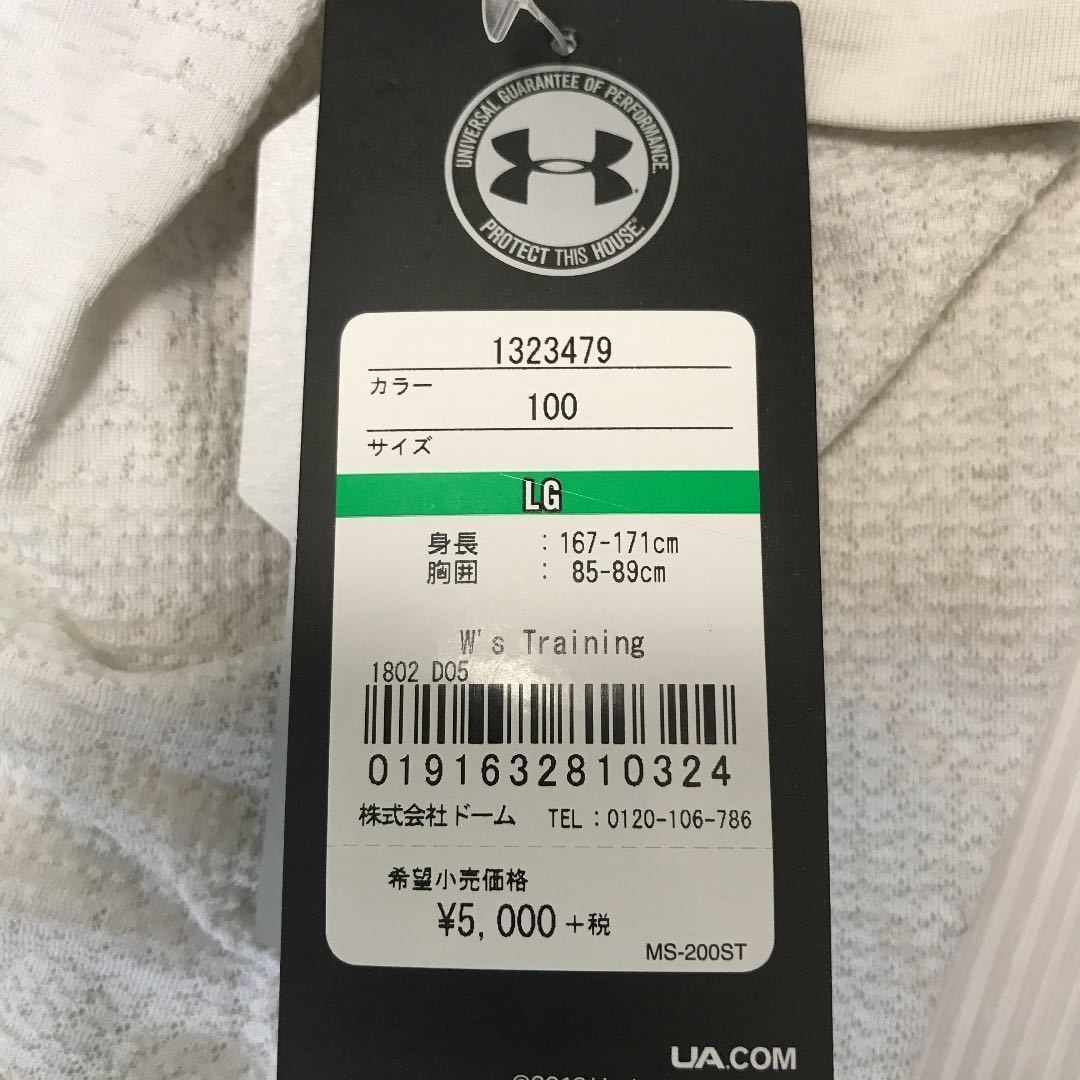 UNIVERSAL GUARANTEE OF PERFORMANCE.
PROTECT THIS HOUSE.®
1323479
カラー
100
サイズ
LG
身長 : 167-171cm
胸囲 : 85-89cm
W's Training
1802 D05
0191632810324
株式会社ドーム TEL : 0120-106-786
希望小売価格
¥5,000+税
MS-200ST
UA.COM